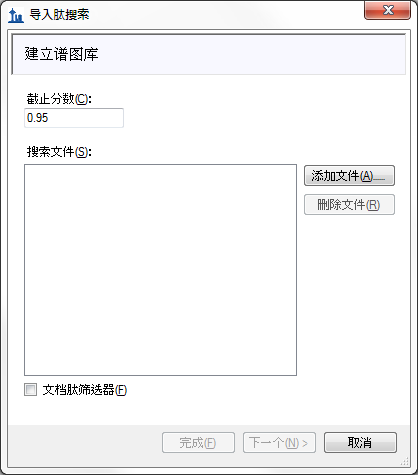 导入肽搜索
建立谱图库
截止分数(C):
0.95
搜索文件(S):
添加文件(A)...
删除文件(R)
文档肽筛选器(F)
完成(F)
下一个(N) >
取消